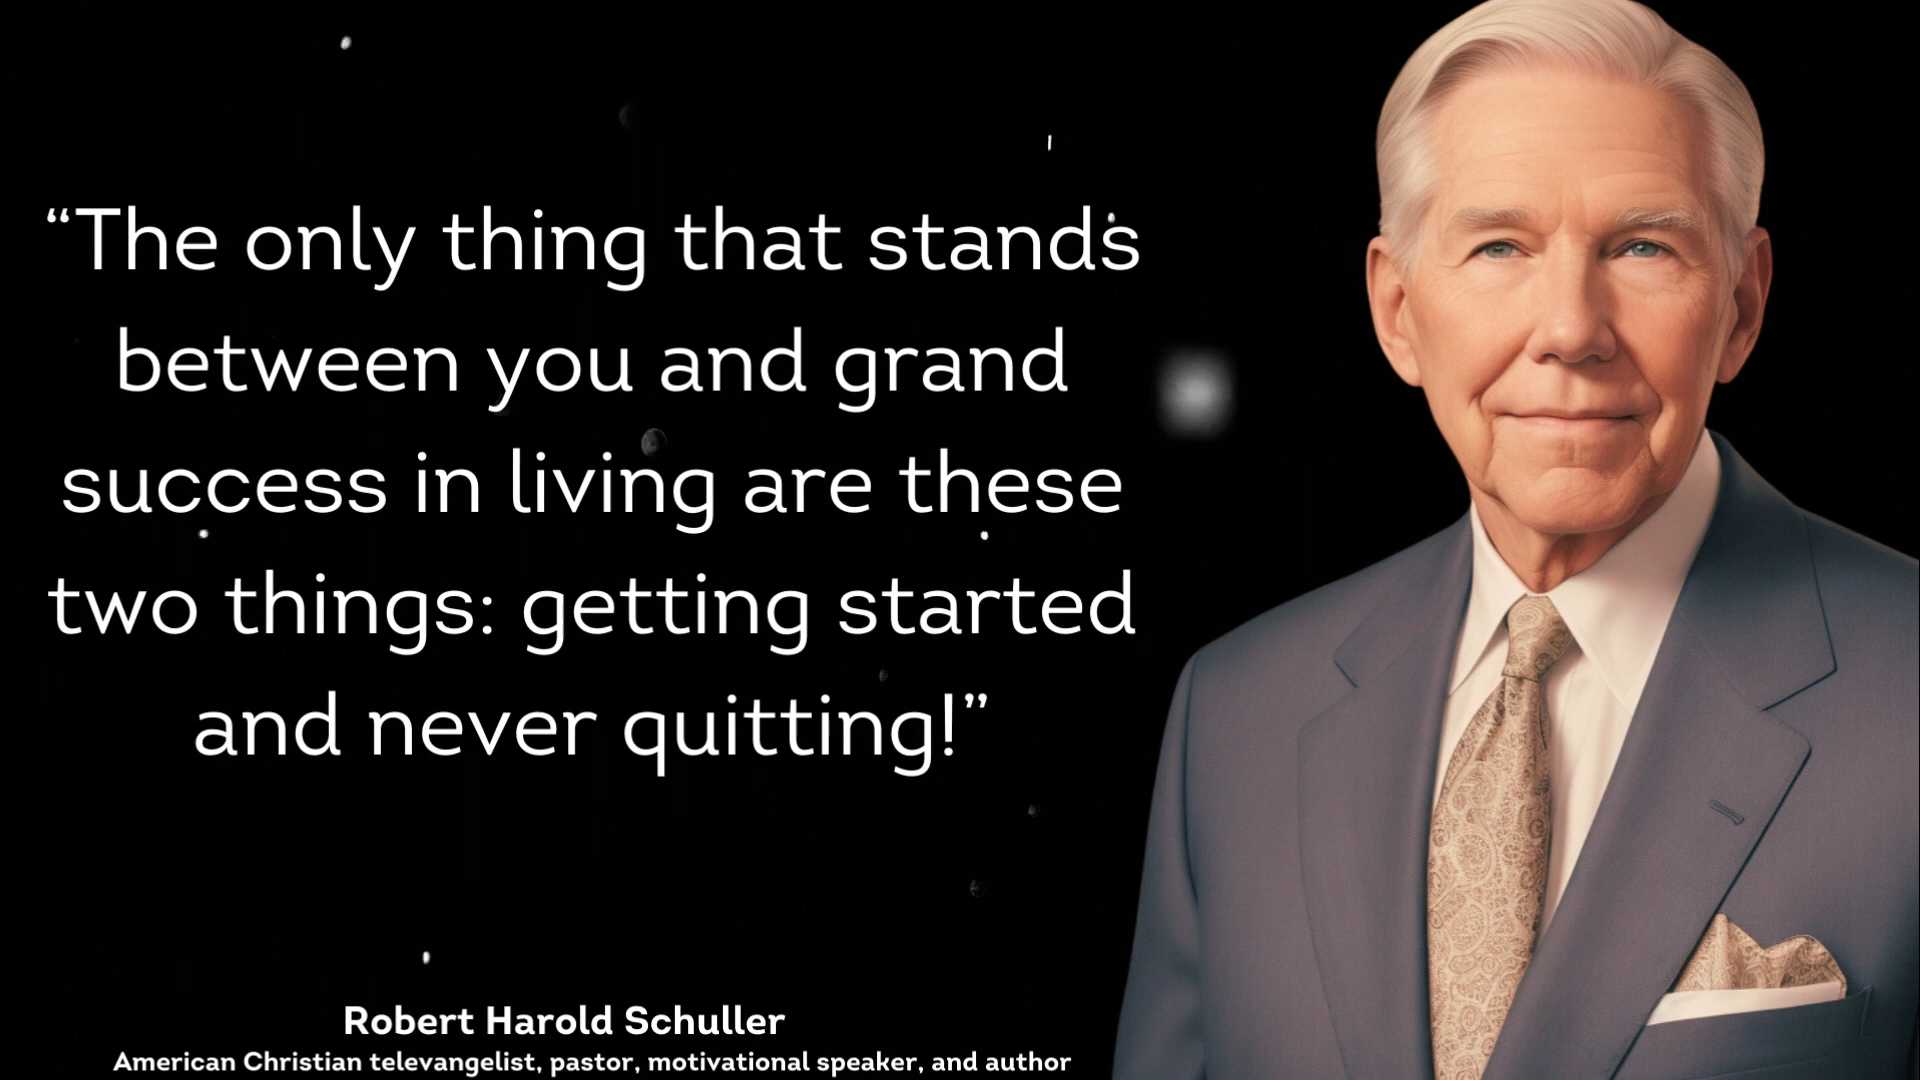 “The only thing that stands
between you and grand
success in living are these
two things: getting started
and never quitting!”
Robert Harold Schuller
American Christian televangelist, pastor, motivational speaker, and author